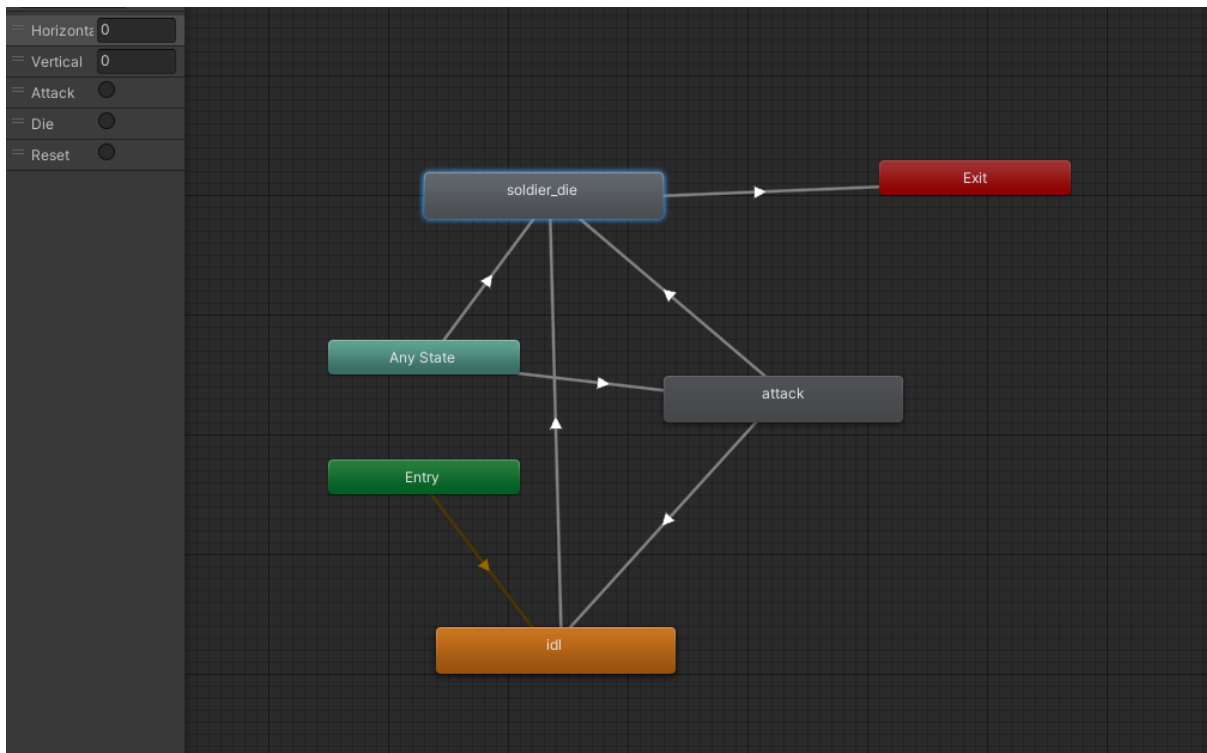 Horizonta 0
Vertical 0
Attack
Die
Reset
soldier_die
Exit
Any State
attack
Entry
idl